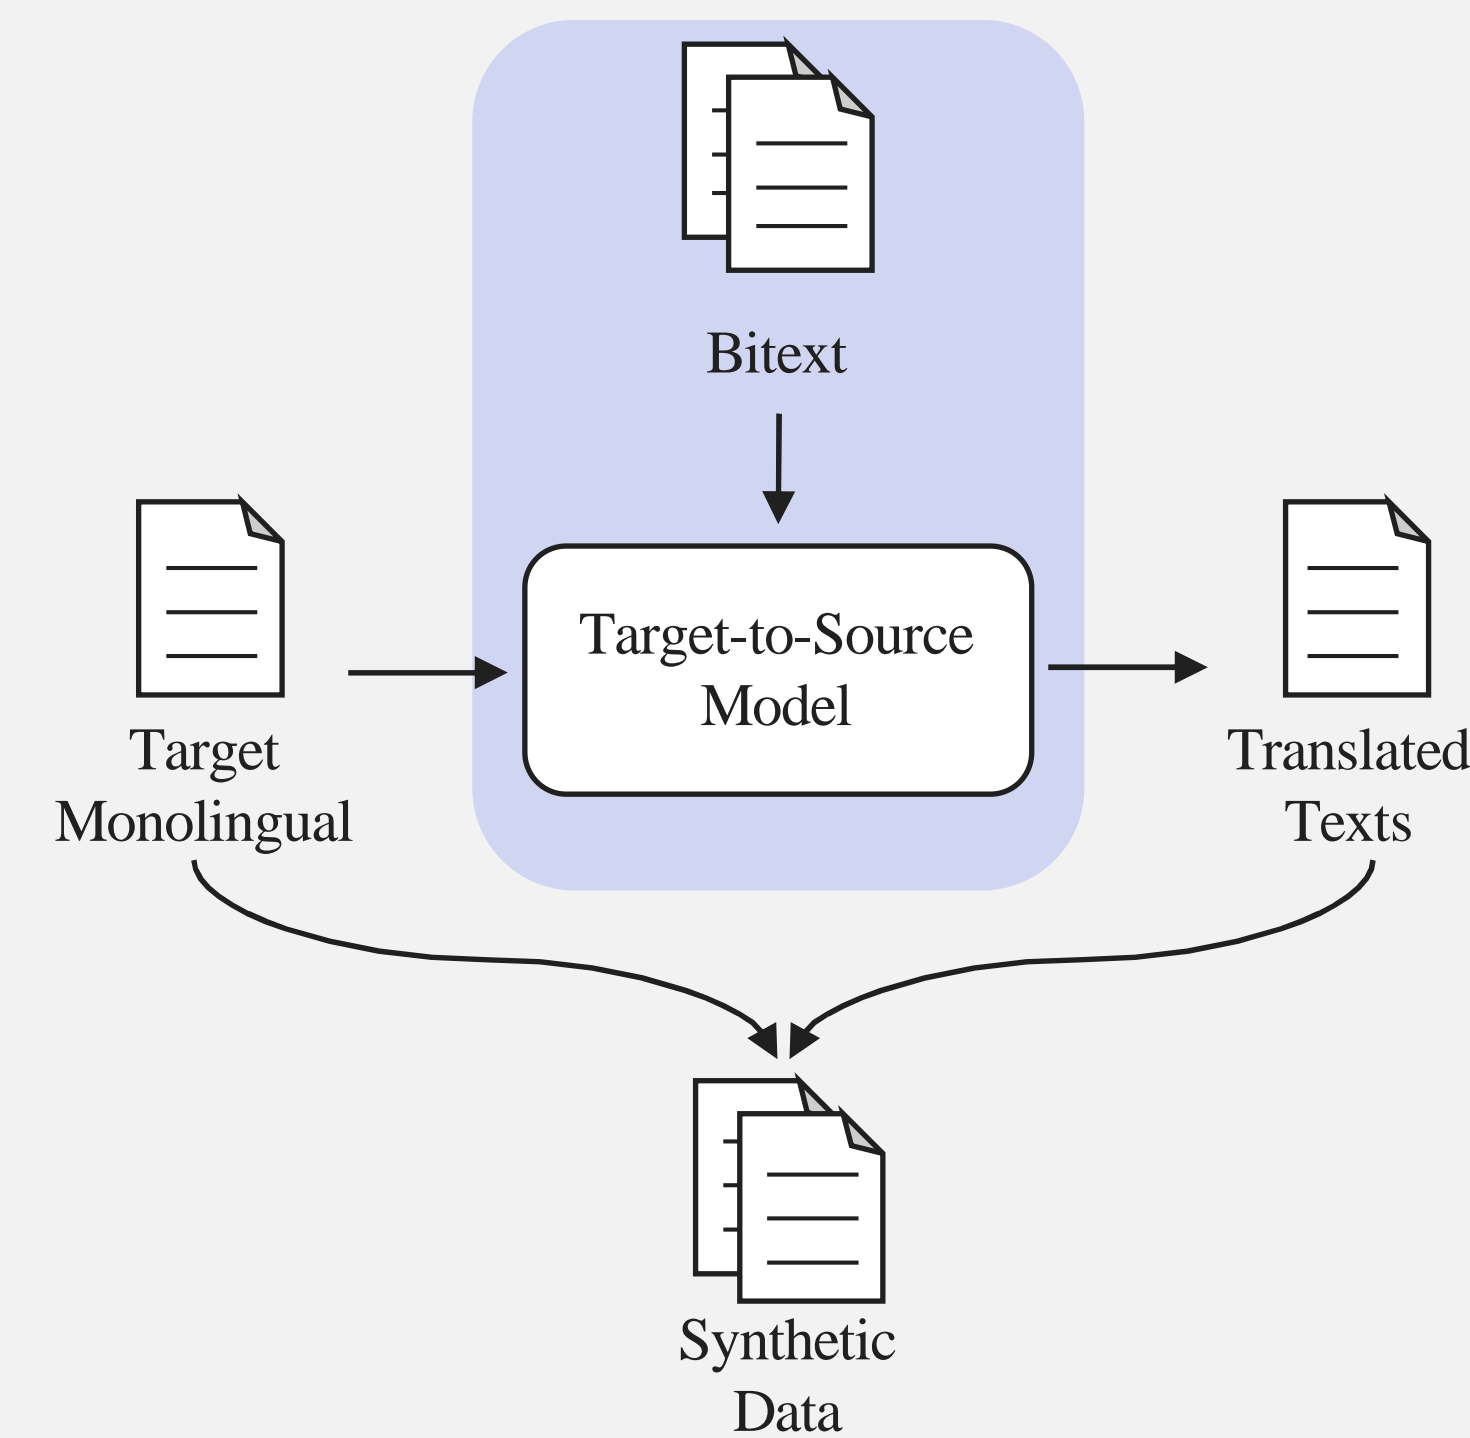 Bitext
Target-to-Source
Model
Target
Monolingual
Translated
Texts
Synthetic
Data